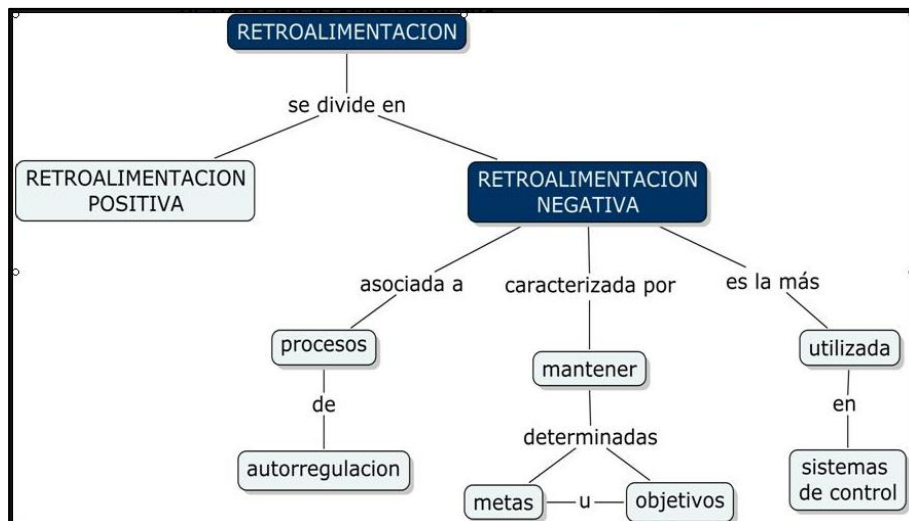 RETROALIMENTACION
se divide en
RETROALIMENTACION
POSITIVA
RETROALIMENTACION
NEGATIVA
asociada a
caracterizada por
es la más
procesos
mantener
utilizada
de
determinadas
en
autorregulacion
metas
u
objetivos
sistemas
de control